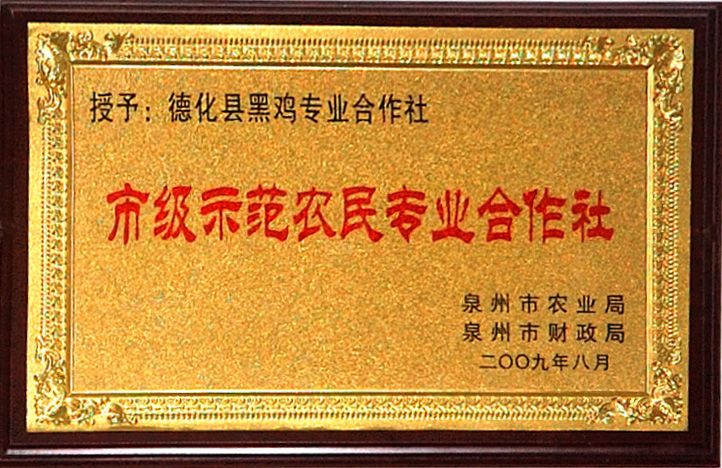 授予：德化县黑鸡专业合作社
市级示范农民专业合作社
泉州市农业局
泉州市财政局
二〇〇九年八月